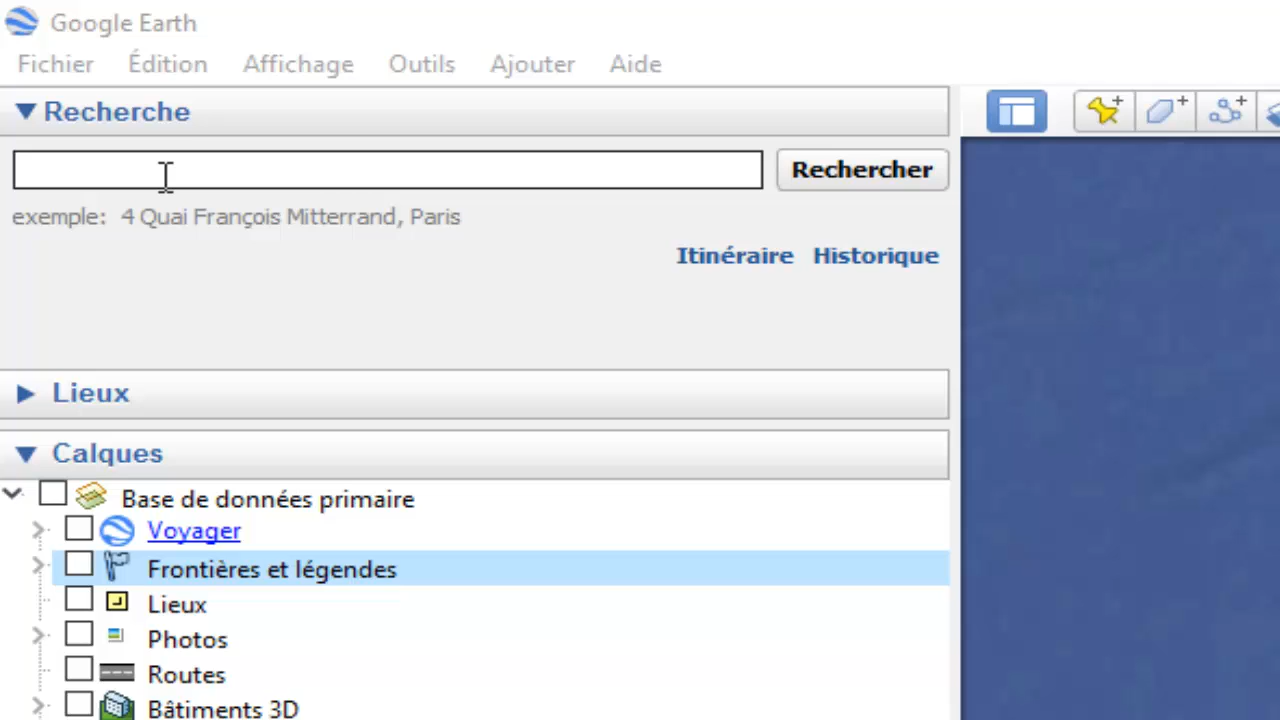 Google Earth
Fichier Édition Affichage Outils Ajouter Aide
Recherche
Rechercher
exemple: 4 Quai François Mitterrand, Paris
Itinéraire Historique
Lieux
Calques
Base de données primaire
Voyager
Frontières et légendes
Lieux
Photos
Routes
Bâtiments 3D